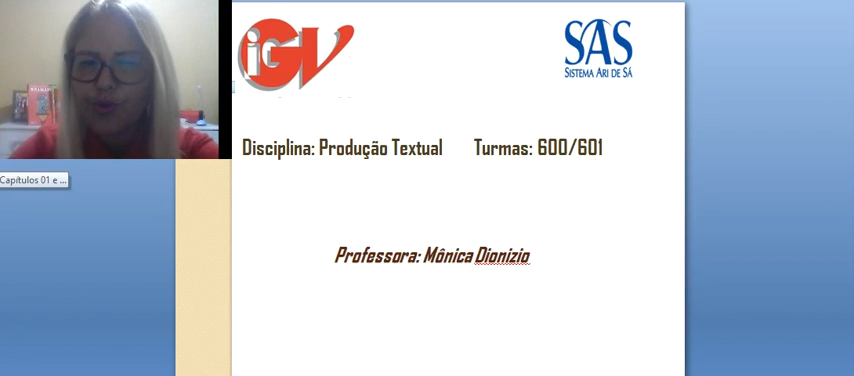 iGV
SAS
SISTEMA ARI DE SÁ
Disciplina: Produção Textual Turmas: 600/601
Capítulos 01 e ...
Professora: Mônica Dionizio